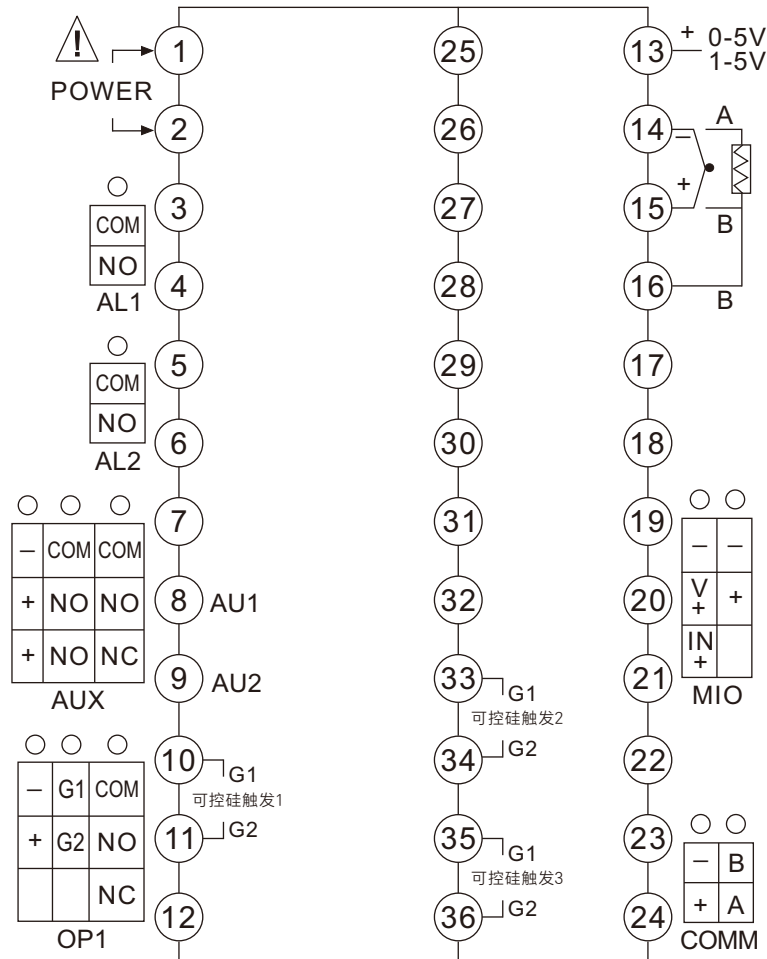 POWER
1
2
3
COM
NO
4
AL1
5
COM
NO
6
AL2
7
– COM COM
+ NO NO
8 AU1
+ NO NC
9 AU2
AUX
10 G1
可控硅触发1
11 G2
– G1 COM
+ G2 NO
NC
12
OP1
25
26
27
28
29
30
31
32
33 G1
可控硅触发2
34 G2
35 G1
可控硅触发3
36 G2
13 + 0-5V
1-5V
14 – A
+
15 B
16 B
17
18
19
– –
20
V
+ +
IN
+
21
MIO
22
23
– B
+ A
24
COMM